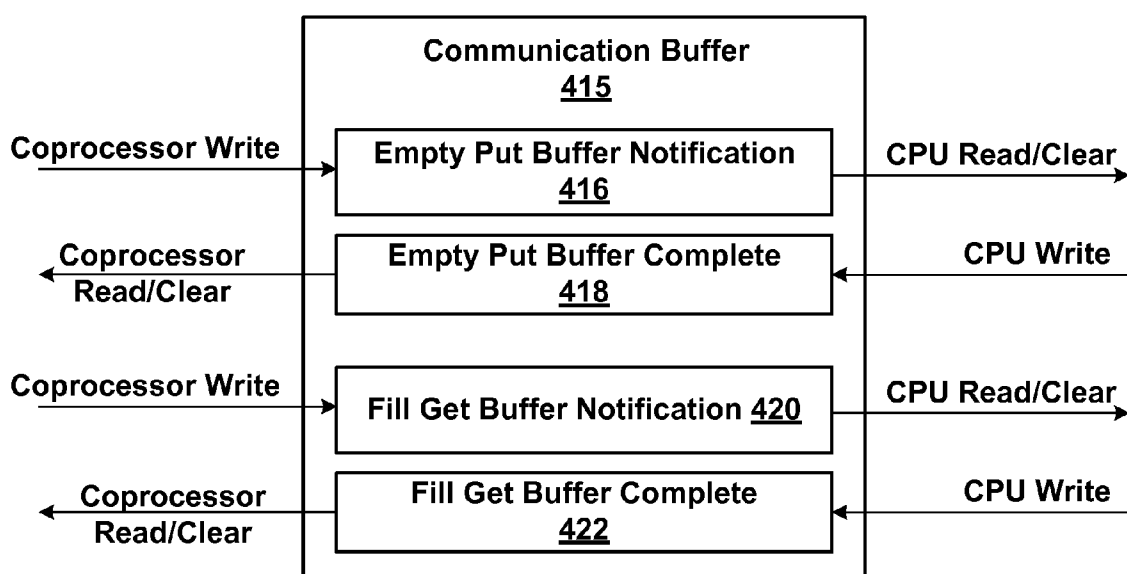 Communication Buffer
415
Coprocessor Write
Empty Put Buffer Notification
416
CPU Read/Clear
Coprocessor
Read/Clear
Empty Put Buffer Complete
418
CPU Write
Coprocessor Write
Fill Get Buffer Notification 420
CPU Read/Clear
Coprocessor
Read/Clear
Fill Get Buffer Complete
422
CPU Write